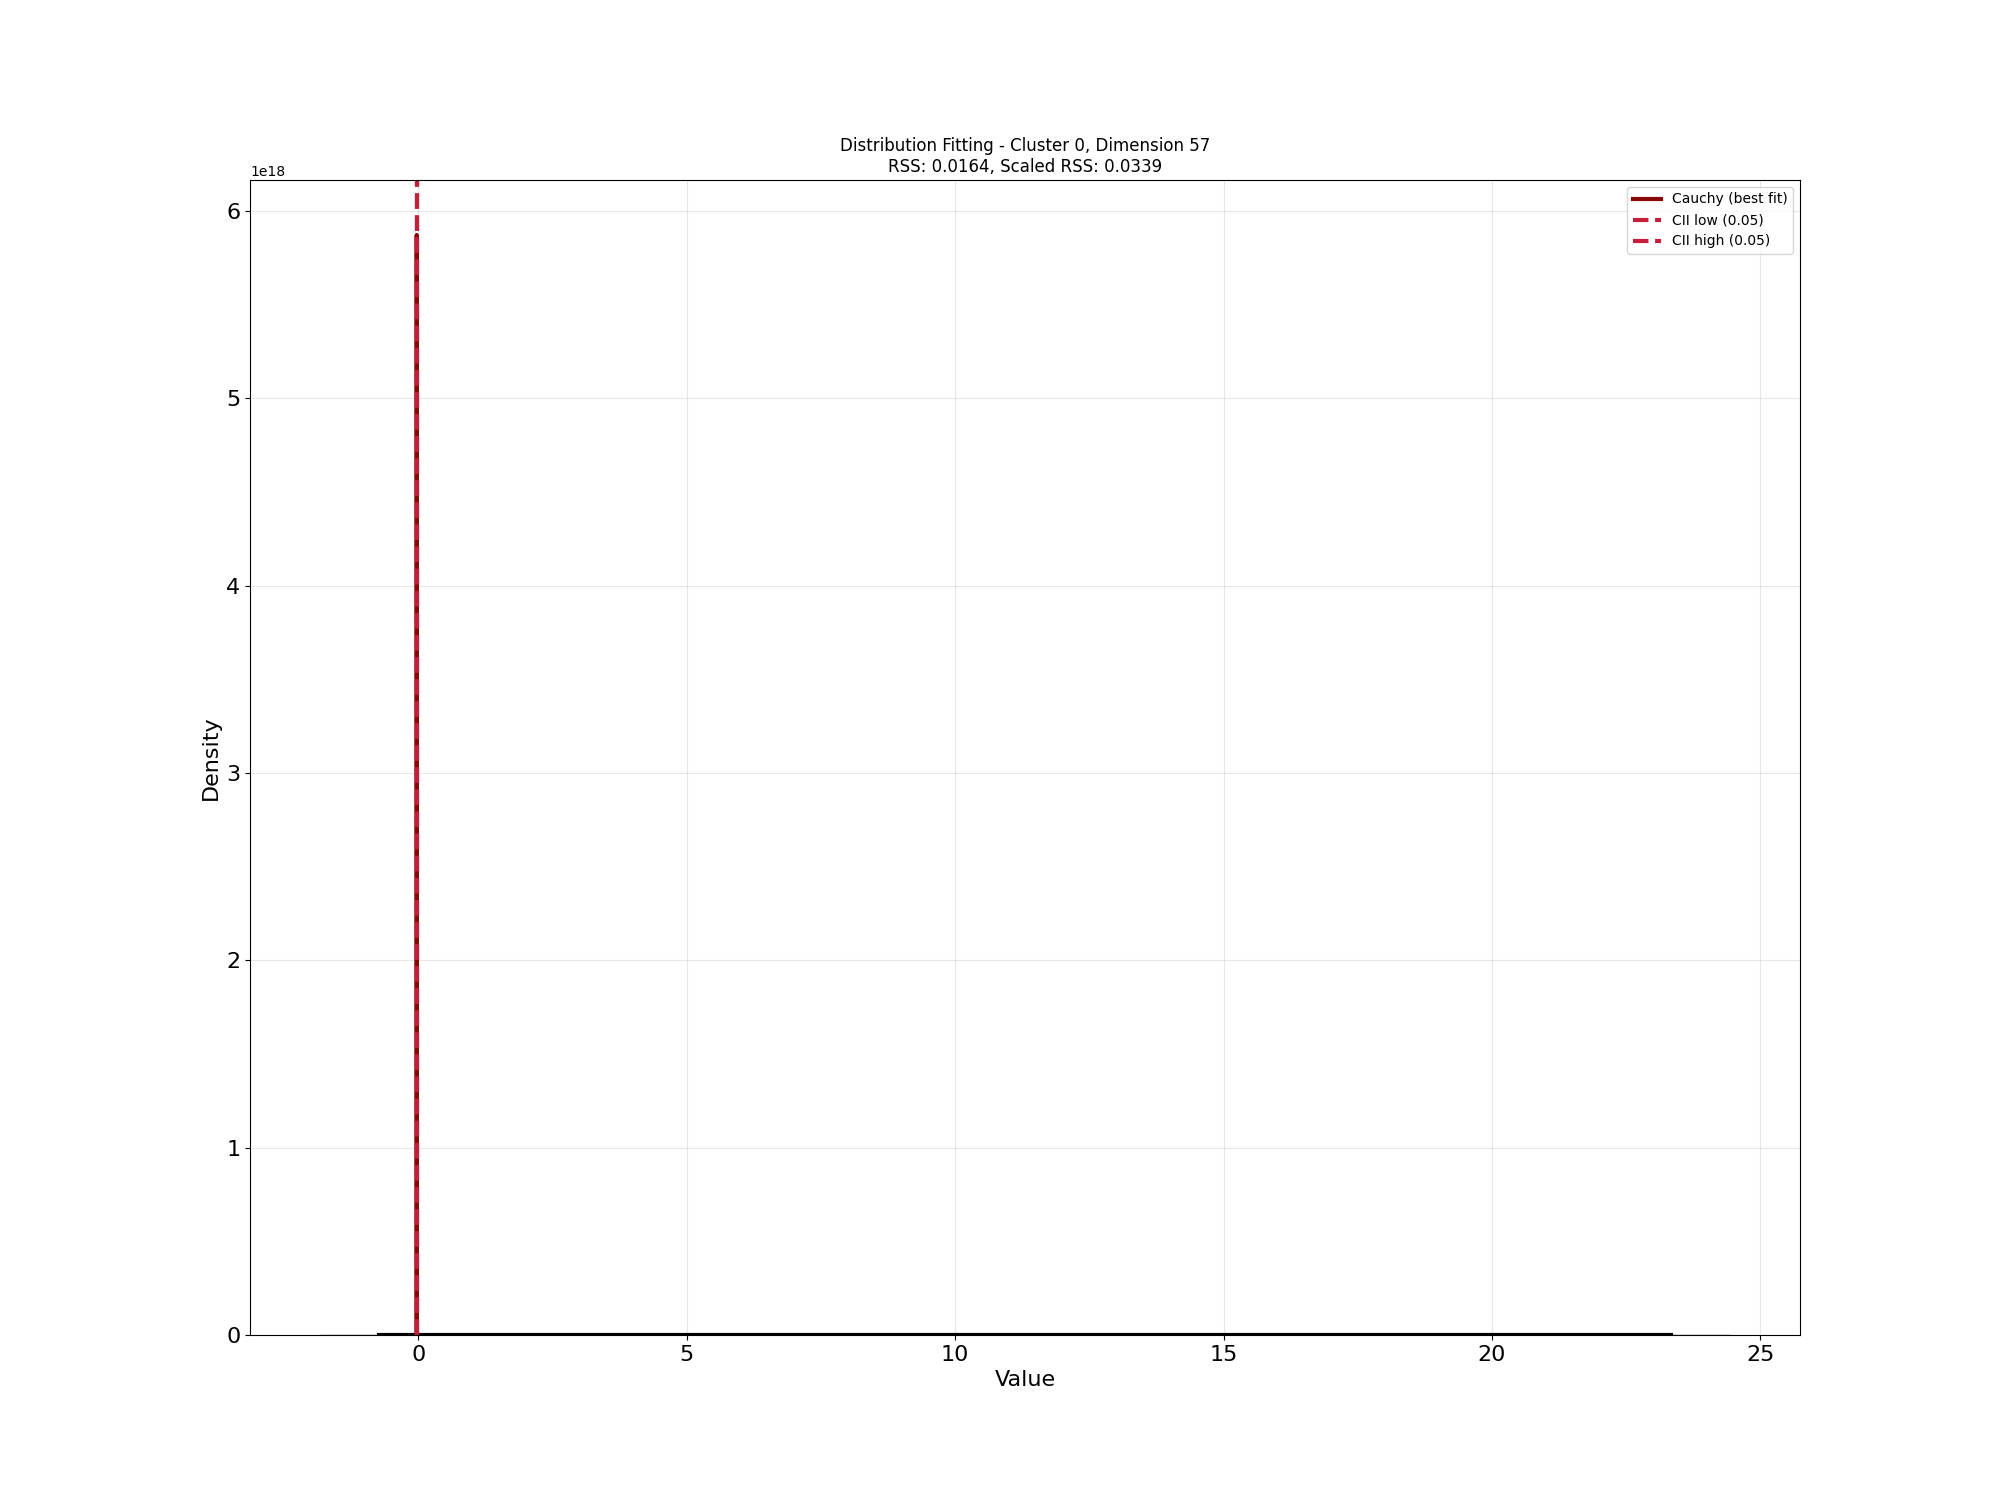 Distribution Fitting - Cluster 0, Dimension 57
RSS: 0.0164, Scaled RSS: 0.0339
1e18
Cauchy (best fit)
CII low (0.05)
CII high (0.05)
6
5
4
3
2
1
0
Density
0 5 10 15 20 25
Value